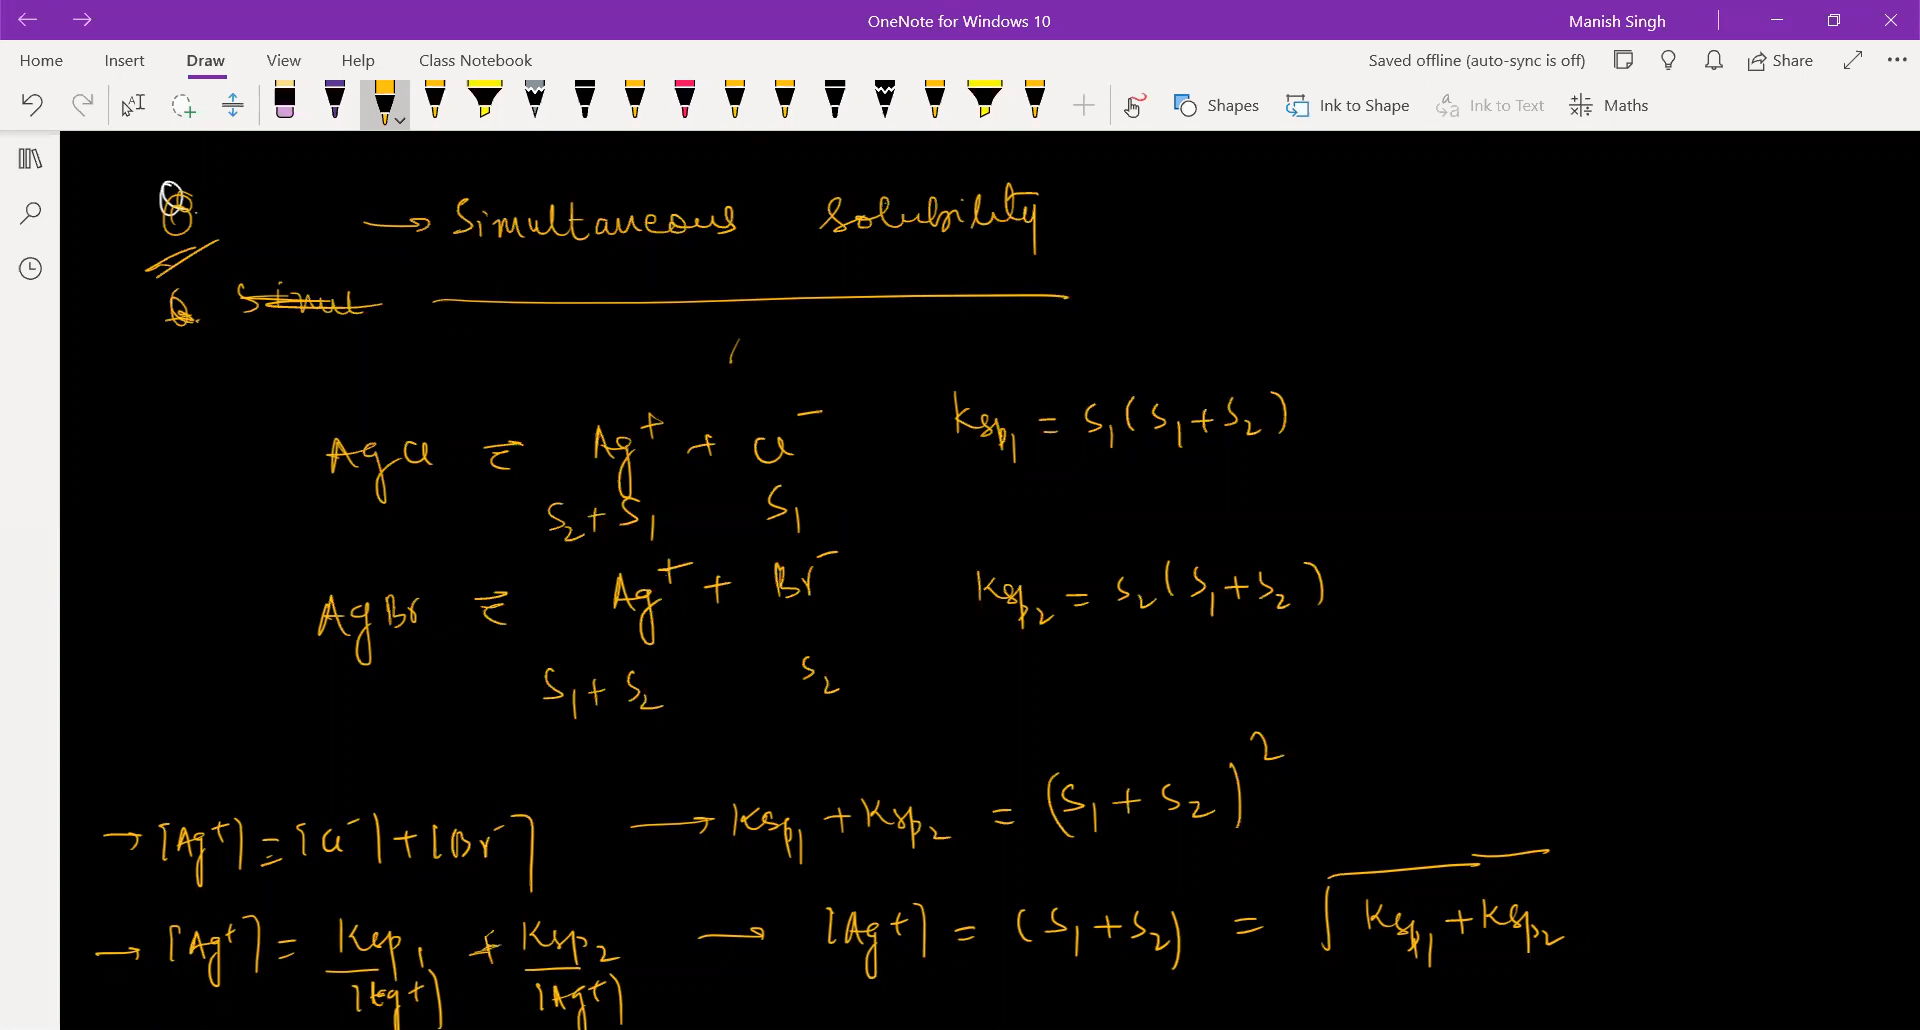 OneNote for Windows 10
Manish Singh
Home Insert Draw View Help Class Notebook
Saved offline (auto-sync is off) Share
Shapes Ink to Shape Ink to Text Maths
Q.
→ Simultaneous solubility
Q. Simul
AgCl ⇌ Ag⁺ + Cl⁻ Ksp₁ = S₁(S₁+S₂)
S₂+S₁ S₁
AgBr ⇌ Ag⁺ + Br⁻ Ksp₂ = S₂(S₁+S₂)
S₁+S₂ S₂
→ [Ag⁺] = [Cl⁻] + [Br⁻] → Ksp₁ + Ksp₂ = (S₁+S₂)²
→ [Ag⁺] = Ksp₁/[Ag⁺] + Ksp₂/[Ag⁺] → [Ag⁺] = (S₁+S₂) = √(Ksp₁+Ksp₂)